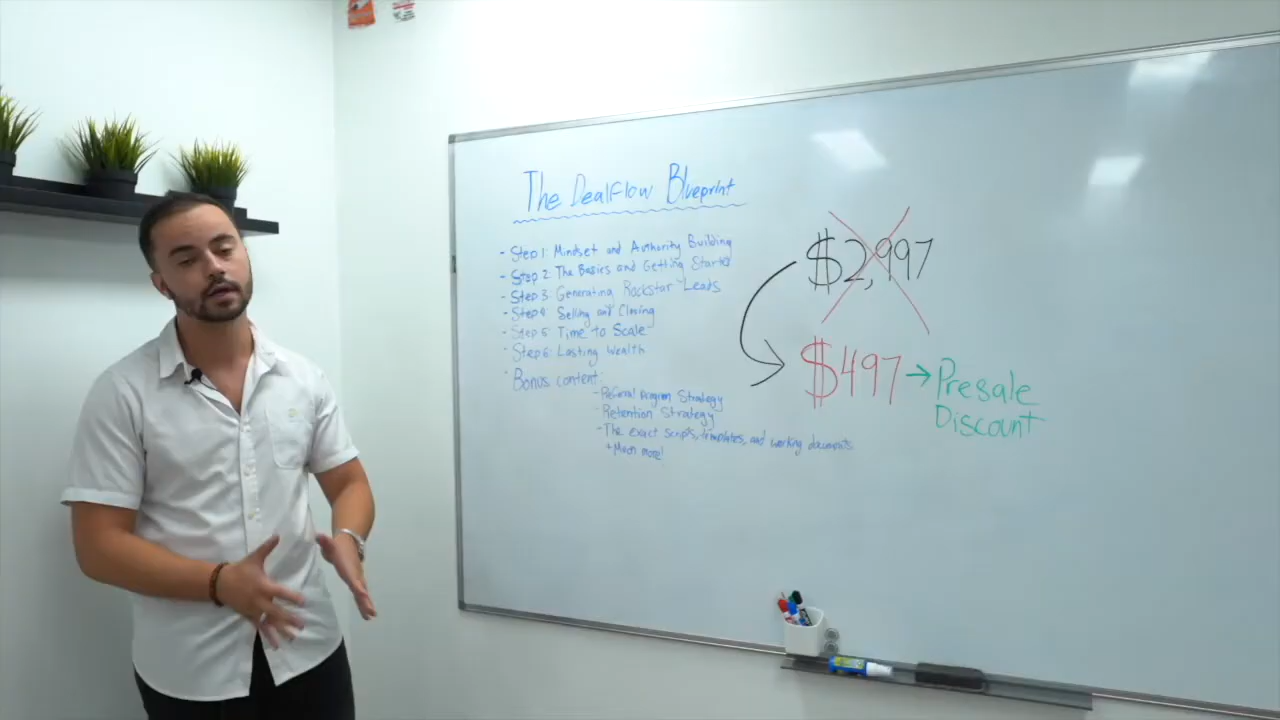 The DealFlow Blueprint
- Step 1: Mindset and Authority Building
- Step 2: The Basics and Getting Started
- Step 3: Generating Rockstar Leads
- Step 4: Selling and Closing
- Step 5: Time to Scale
- Step 6: Lasting Wealth
- Bonus content:
- Referral Program Strategy
- Retention Strategy
- The exact scripts, templates, and working documents
+ Much more!
$2,997
$497 → Presale
Discount